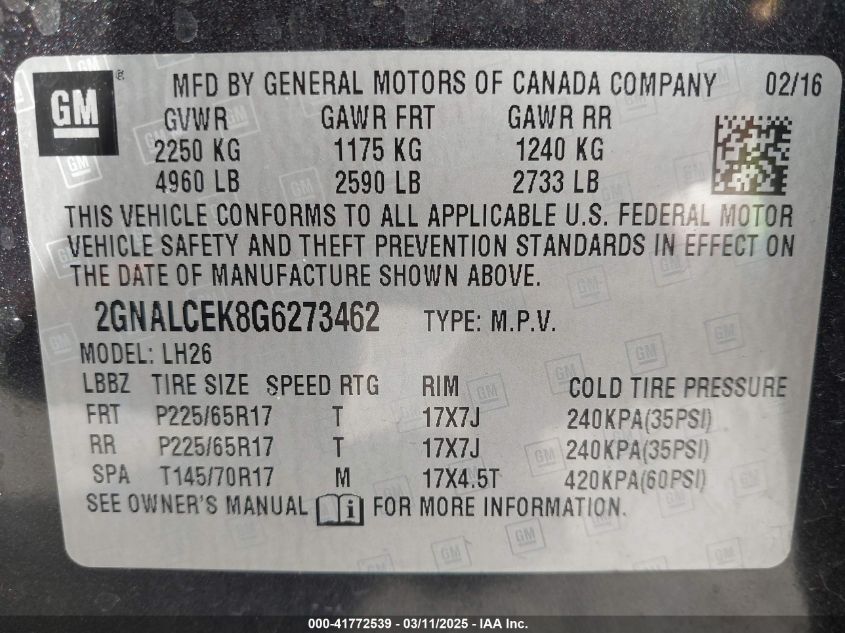 GM ® MFD BY GENERAL MOTORS OF CANADA COMPANY 02/16
GVWR GAWR FRT GAWR RR
2250 KG 1175 KG 1240 KG
4960 LB 2590 LB 2733 LB
THIS VEHICLE CONFORMS TO ALL APPLICABLE U.S. FEDERAL MOTOR
VEHICLE SAFETY AND THEFT PREVENTION STANDARDS IN EFFECT ON
THE DATE OF MANUFACTURE SHOWN ABOVE.
2GNALCEK8G6273462 TYPE: M.P.V.
MODEL: LH26
LBBZ TIRE SIZE SPEED RTG RIM COLD TIRE PRESSURE
FRT P225/65R17 T 17X7J 240KPA(35PSI)
RR P225/65R17 T 17X7J 240KPA(35PSI)
SPA T145/70R17 M 17X4.5T 420KPA(60PSI)
SEE OWNER'S MANUAL i FOR MORE INFORMATION.
000-41772539 - 03/11/2025 - IAA Inc.